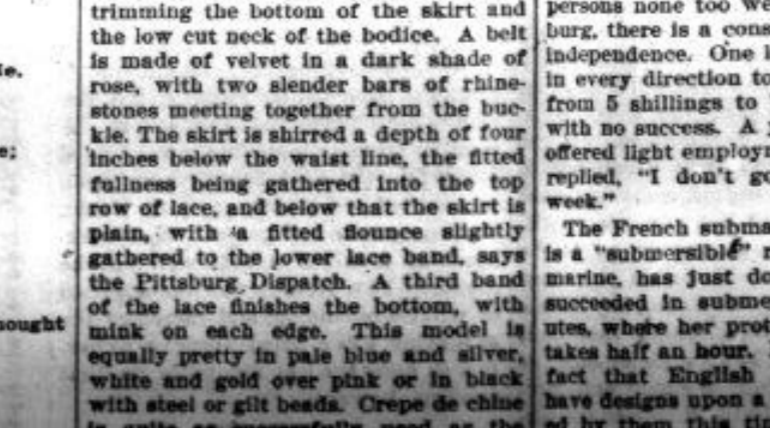 le.
e;
ought
trimming the bottom of the skirt and
the low cut neck of the bodice. A belt
is made of velvet in a dark shade of
rose, with two slender bars of rhine-
stones meeting together from the buc-
kle. The skirt is shirred a depth of four
inches below the waist line, the fitted
fullness being gathered into the top
row of lace, and below that the skirt is
plain, with a fitted flounce slightly
gathered to the lower lace band, says
the Pittsburg Dispatch. A third band
of the lace finishes the bottom, with
mink on each edge. This model is
equally pretty in pale blue and silver,
white and gold over pink or in black
with steel or gilt beads. Crepe de chine
persons none too we
burg, there is a cons
independence. One
in every direction to
from 5 shillings to
with no success. A
offered light employ
replied, "I don't go
week."
The French subma
is a "submersible"
marine, has just do
succeeded in subme
utes, where her prot
takes half an hour.
fact that English
have designs upon a
ed by them this